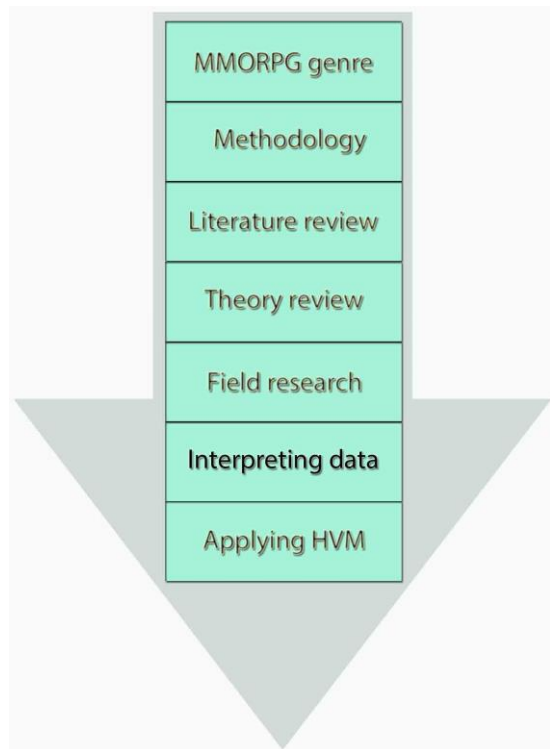 MMORPG genre
Methodology
Literature review
Theory review
Field research
Interpreting data
Applying HVM